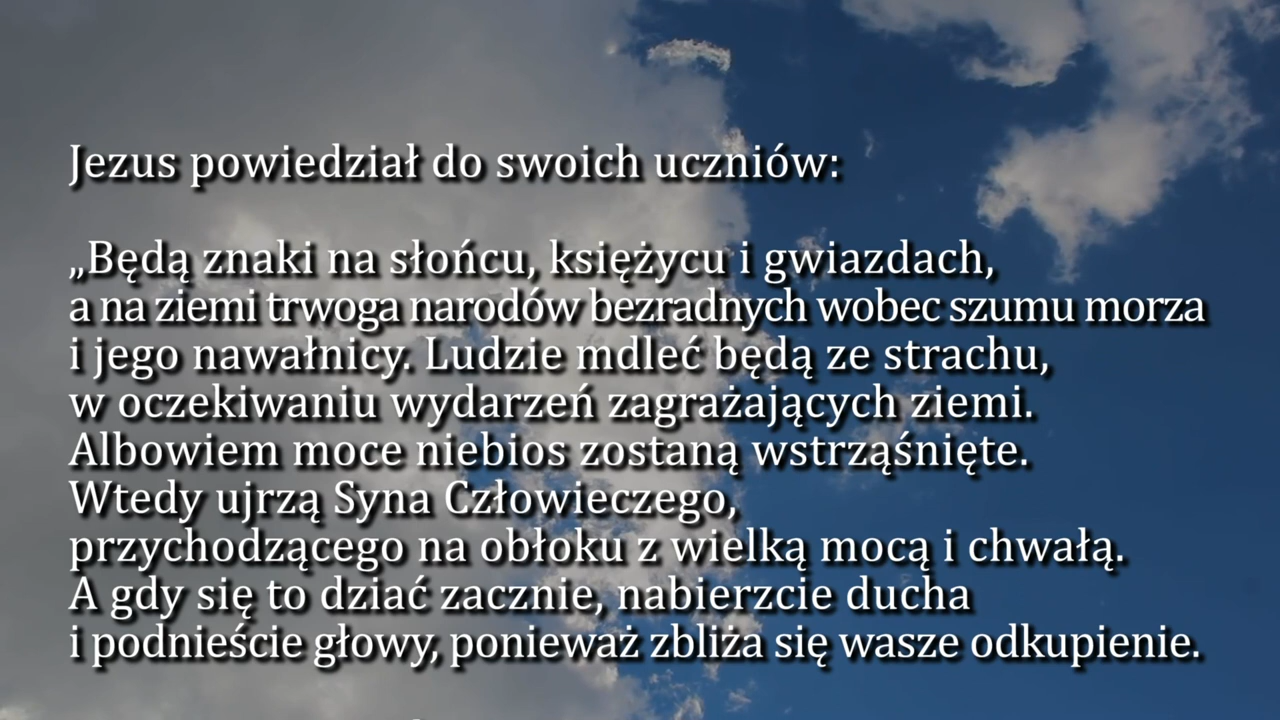 Jezus powiedział do swoich uczniów:
„Będą znaki na słońcu, księżycu i gwiazdach,
a na ziemi trwoga narodów bezradnych wobec szumu morza
i jego nawałnicy. Ludzie mdleć będą ze strachu,
w oczekiwaniu wydarzeń zagrażających ziemi.
Albowiem moce niebios zostaną wstrząśnięte.
Wtedy ujrzą Syna Człowieczego,
przychodzącego na obłoku z wielką mocą i chwałą.
A gdy się to dziać zacznie, nabierzcie ducha
i podnieście głowy, ponieważ zbliża się wasze odkupienie.